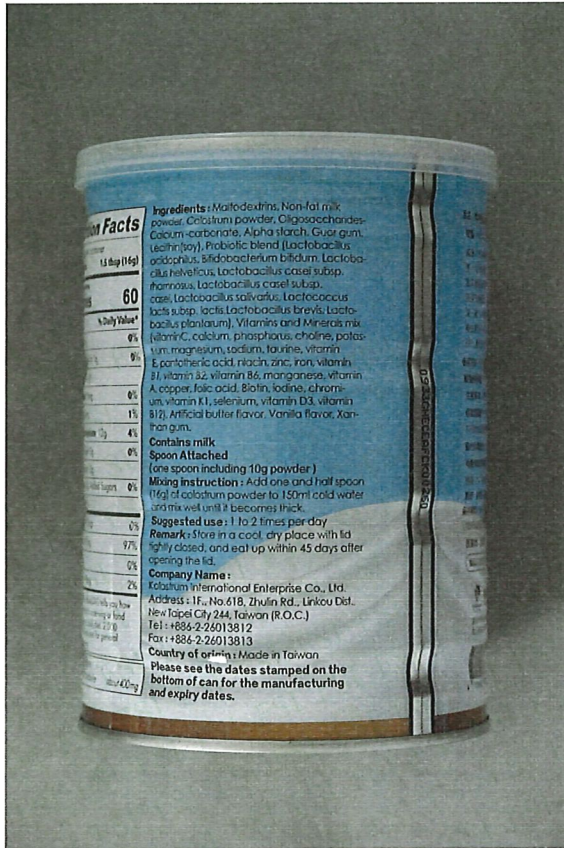 on Facts
1.5 tbsp (16g)
60
% Daily Value*
0%
0%
0%
1%
4%
0%
Added Sugars 0%
0%
97%
0%
2%
about 400mg
Ingredients : Maltodextrins, Non-fat milk
powder, Colostrum powder, Oligosaccharides-
Calcium -carbonate, Alpha starch, Guar gum,
Lecithin(soy), Probiotic blend (Lactobacillus
acidophilus, Bifidobacterium bifidum, Lactoba-
cillus helveticus, Lactobacillus casei subsp.
rhamnosus, Lactobacillus casei subsp.
casei, Lactobacillus salivarius, Lactococcus
lactis subsp. lactis, Lactobacillus brevis, Lacto-
bacillus plantarum), Vitamins and Minerals mix
(vitamin C, calcium, phosphorus, choline, potas-
sium, magnesium, sodium, taurine, vitamin
E, pantothenic acid, niacin, zinc, iron, vitamin
B1, vitamin B2, vitamin B6, manganese, vitamin
A, copper, folic acid, Biotin, iodine, chromi-
um, vitamin K1, selenium, vitamin D3, vitamin
B12), Artificial butter flavor, Vanilla flavor, Xan-
than gum.
Contains milk
Spoon Attached
(one spoon including 10g powder )
Mixing instruction : Add one and half spoon
(16g) of colostrum powder to 150ml cold water
and mix well until it becomes thick.
Suggested use : 1 to 2 times per day
Remark : Store in a cool, dry place with lid
tightly closed, and eat up within 45 days after
opening the lid.
Company Name :
Kolostrum International Enterprise Co., Ltd.
Address : 1F., No.618, Zhulin Rd., Linkou Dist.,
New Taipei City 244, Taiwan (R.O.C.)
Tel : +886-2-26013812
Fax : +886-2-26013813
Country of origin : Made in Taiwan
Please see the dates stamped on the
bottom of can for the manufacturing
and expiry dates.